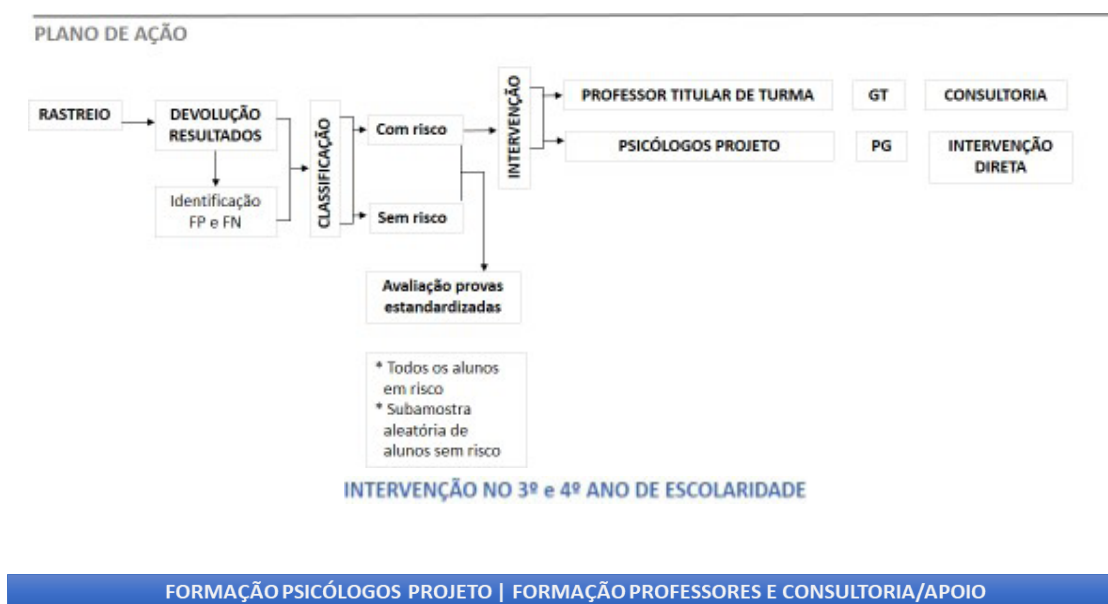 PLANO DE AÇÃO
RASTREIO
DEVOLUÇÃO
RESULTADOS
Identificação
FP e FN
CLASSIFICAÇÃO
Com risco
Sem risco
Avaliação provas
estandardizadas
* Todos os alunos
em risco
* Subamostra
aleatória de
alunos sem risco
INTERVENÇÃO
PROFESSOR TITULAR DE TURMA
GT
CONSULTORIA
PSICÓLOGOS PROJETO
PG
INTERVENÇÃO
DIRETA
INTERVENÇÃO NO 3º e 4º ANO DE ESCOLARIDADE
FORMAÇÃO PSICÓLOGOS PROJETO | FORMAÇÃO PROFESSORES E CONSULTORIA/APOIO